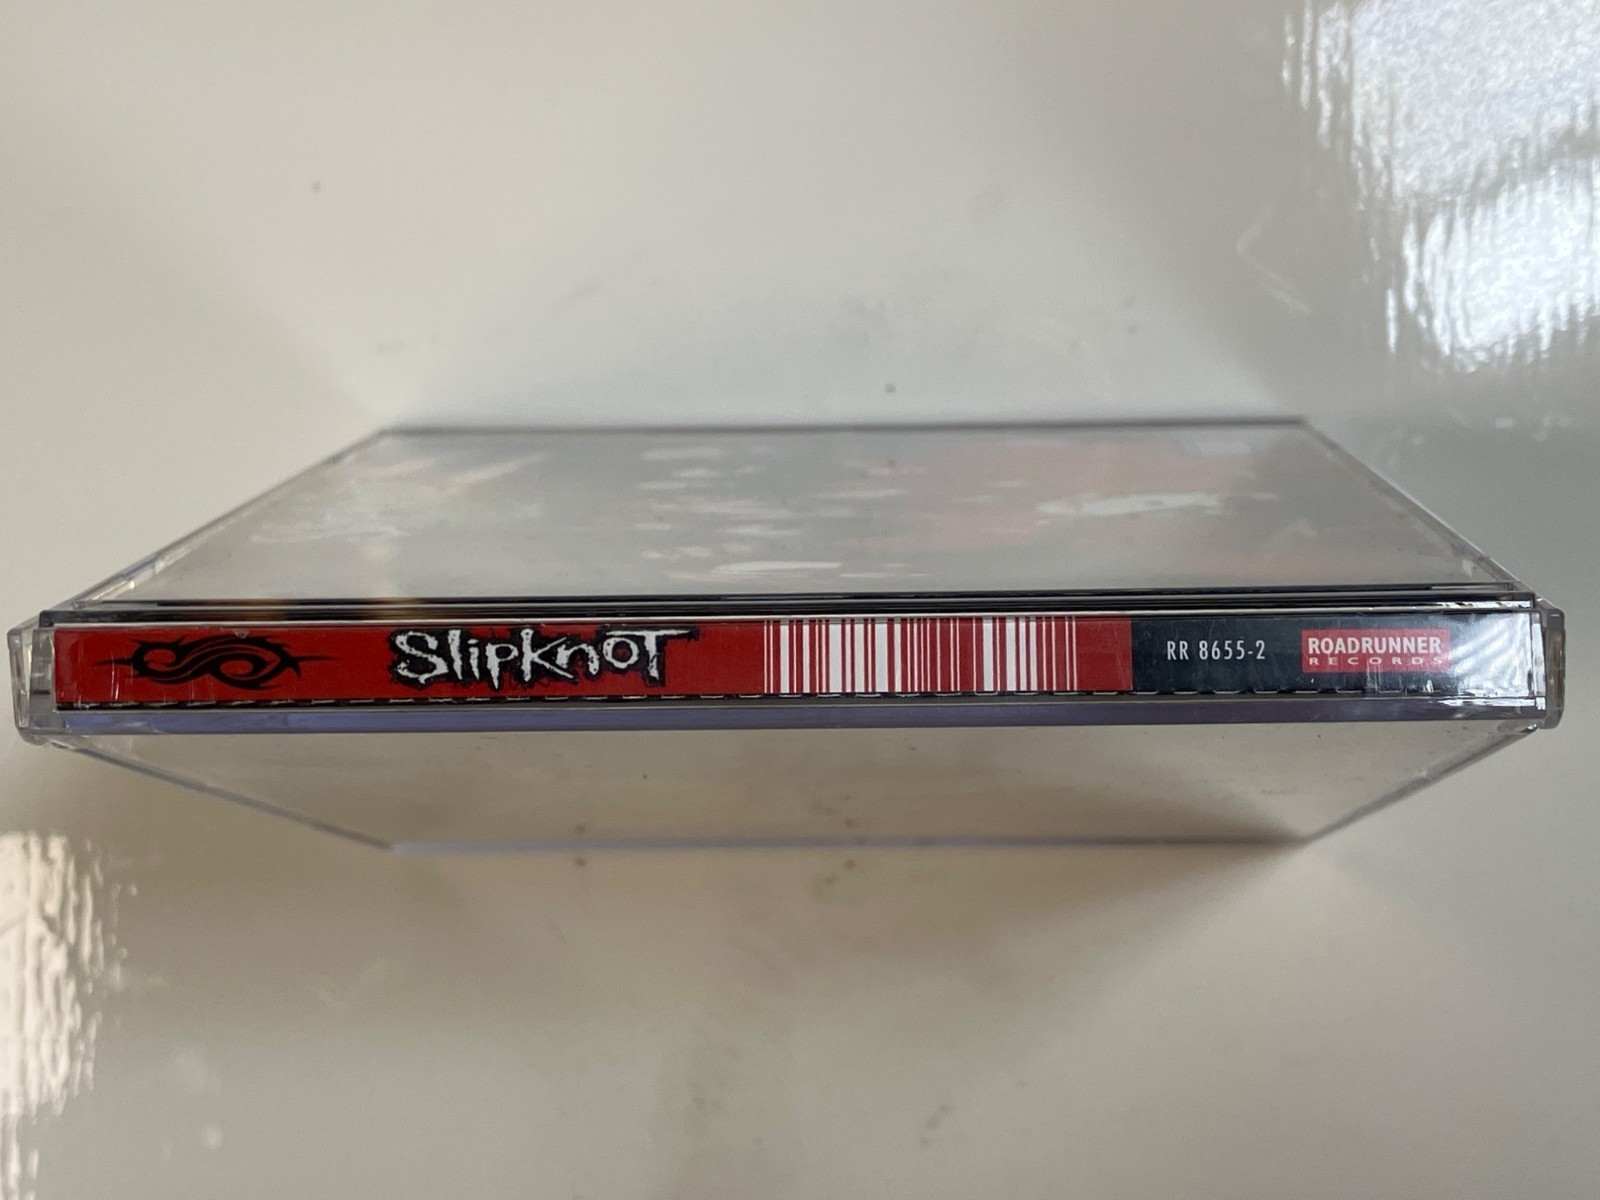 SlipknoT
RR 8655-2
ROADRUNNER
RECORDS